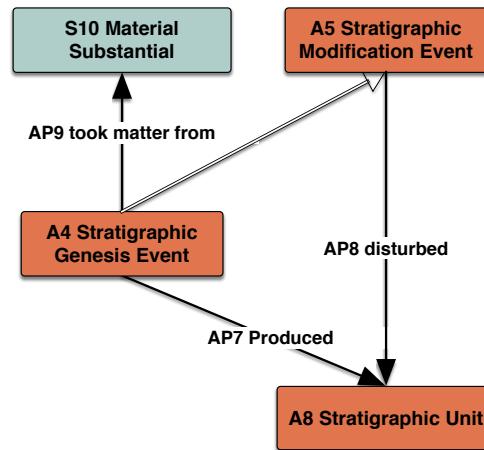 S10 Material
Substantial
A5 Stratigraphic
Modification Event
AP9 took matter from
A4 Stratigraphic
Genesis Event
AP8 disturbed
AP7 Produced
A8 Stratigraphic Unit